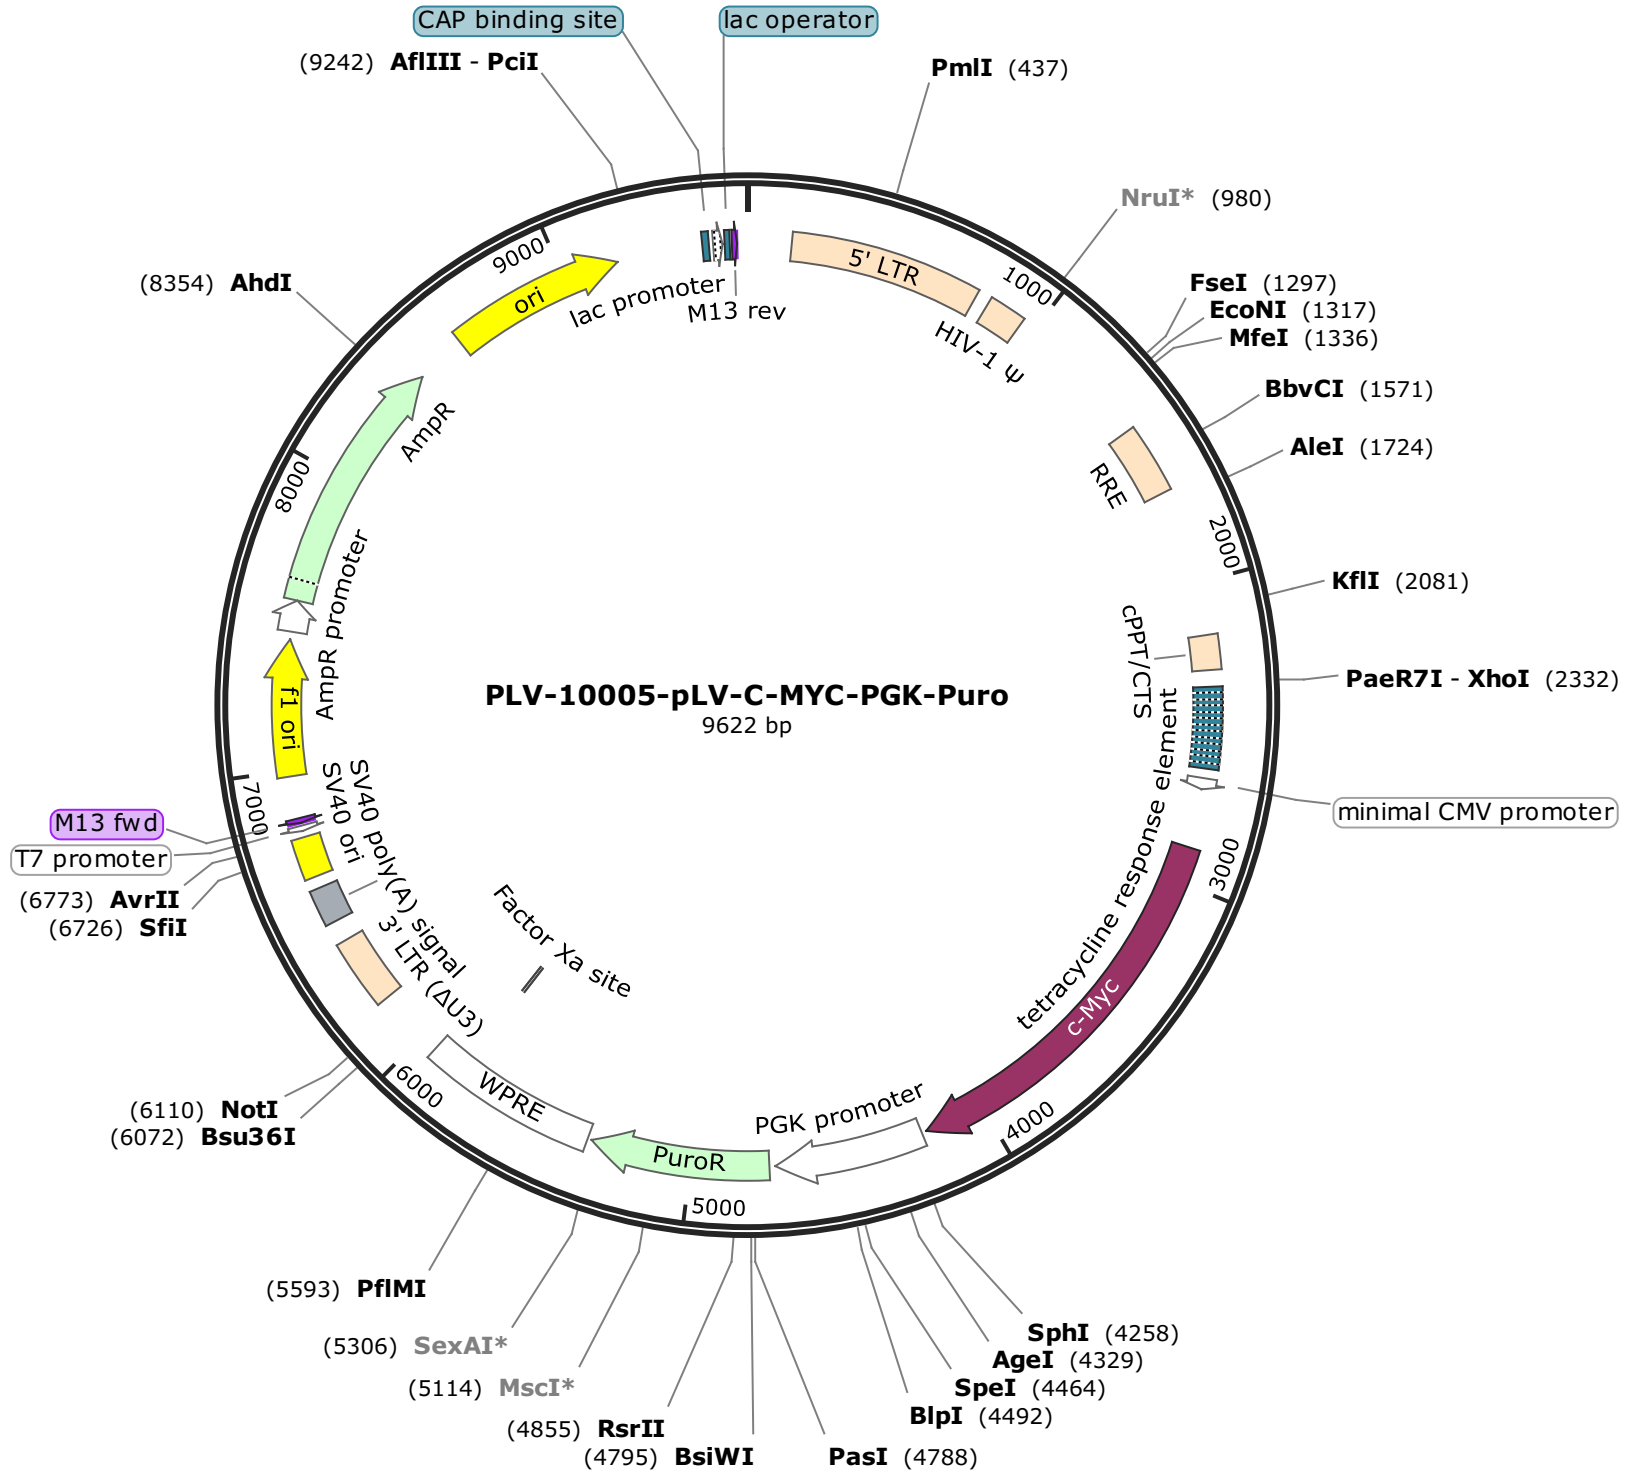 CAP binding site
lac operator
(9242) AflIII - PciI
PmlI (437)
NruI* (980)
(8354) AhdI
FseI (1297)
EcoNI (1317)
MfeI (1336)
BbvCI (1571)
AleI (1724)
KflI (2081)
PaeR7I - XhoI (2332)
minimal CMV promoter
9000
ori
lac promoter
M13 rev
5' LTR
HIV-1 Ψ
1000
AmpR
8000
RRE
2000
AmpR promoter
cPPT/CTS
f1 ori
PLV-10005-pLV-C-MYC-PGK-Puro
9622 bp
tetracycline response element
7000
SV40 ori
SV40 poly(A) signal
3' LTR (ΔU3)
Factor Xa site
3000
c-Myc
M13 fwd
T7 promoter
(6773) AvrII
(6726) SfiI
6000
WPRE
PuroR
PGK promoter
4000
5000
(6110) NotI
(6072) Bsu36I
(5593) PflMI
(5306) SexAI*
(5114) MscI*
(4855) RsrII
(4795) BsiWI
PasI (4788)
SphI (4258)
AgeI (4329)
SpeI (4464)
BlpI (4492)